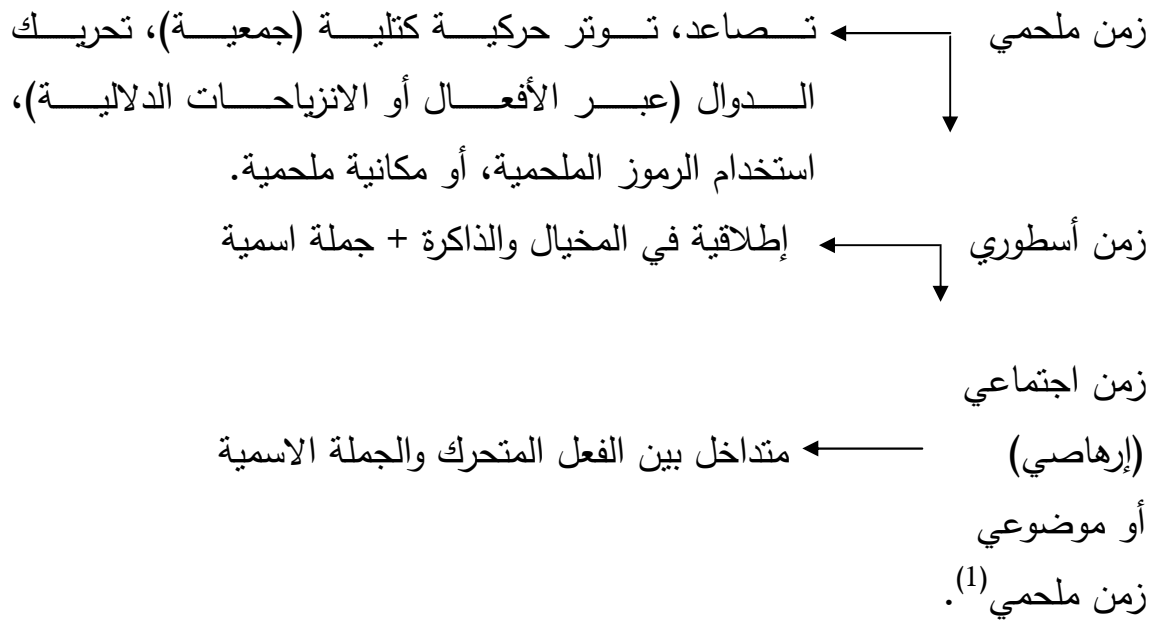 زمن ملحمي تصاعد، توتر حركية كتلية (جمعية)، تحريك
الدوال (عبر الأفعال أو الانزياحات الدلالية)،
استخدام الرموز الملحمية، أو مكانية ملحمية.
زمن أسطوري إطلاقية في المخيال والذاكرة + جملة اسمية
زمن اجتماعي
(إرهاصي) متداخل بين الفعل المتحرك والجملة الاسمية
أو موضوعي
زمن ملحمي(1).